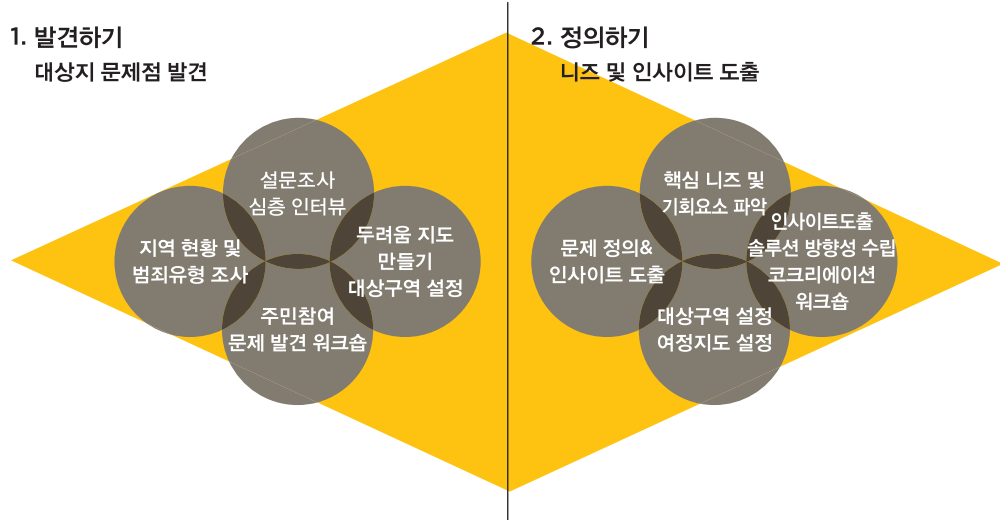 1. 발견하기
대상지 문제점 발견
설문조사
심층 인터뷰
지역 현황 및
범죄유형 조사
두려움 지도
만들기
대상구역 설정
주민참여
문제 발견 워크숍
2. 정의하기
니즈 및 인사이트 도출
핵심 니즈 및
기회요소 파악
문제 정의&
인사이트 도출
인사이트도출
솔루션 방향성 수립
코크리에이션
워크숍
대상구역 설정
여정지도 설정